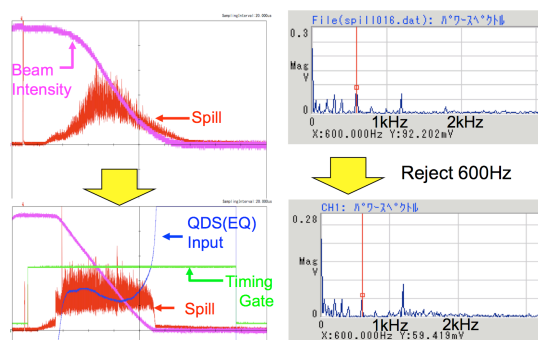 Sampling Interval 20.000us
Beam
Intensity
Spill
File(spill016.dat): パワースペクトル
0.3
Mag
V
0
1kHz
2kHz
X:600.000Hz Y:92.202mV
Reject 600Hz
Sampling Interval 20.000us
QDS(EQ)
Input
Timing
Gate
Spill
CH1: パワースペクトル
0.28
Mag
V
0
1kHz
2kHz
X:600.000Hz Y:59.419mV